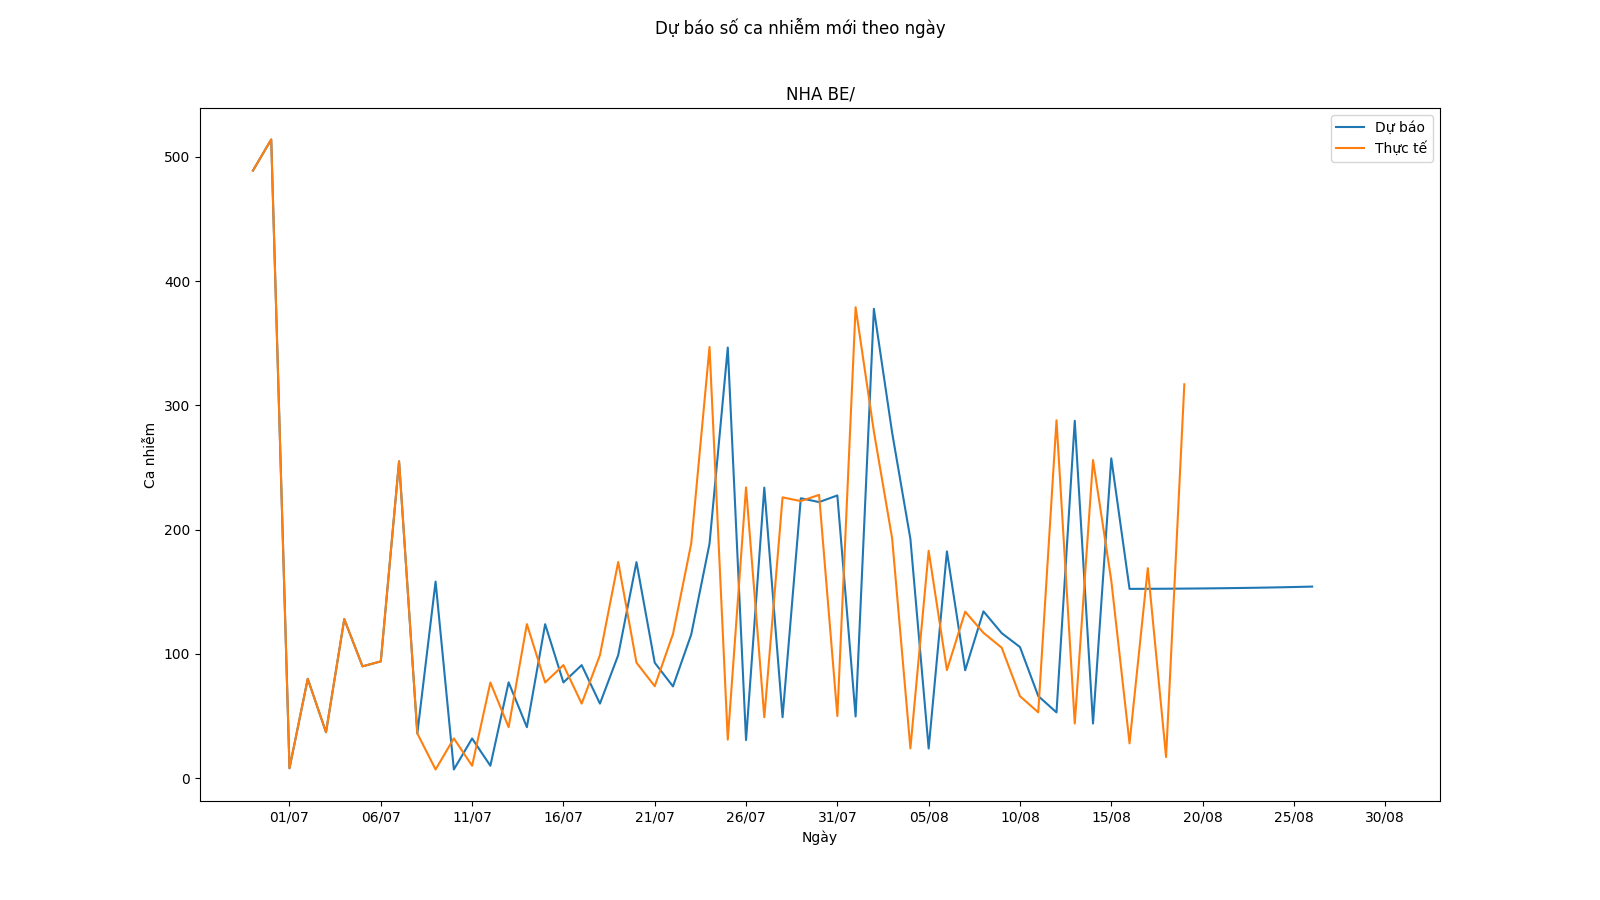 Dự báo số ca nhiễm mới theo ngày
NHA BE/
Dự báo
Thực tế
500
400
300
200
100
0
Ca nhiễm
01/07 06/07 11/07 16/07 21/07 26/07 31/07 05/08 10/08 15/08 20/08 25/08 30/08
Ngày